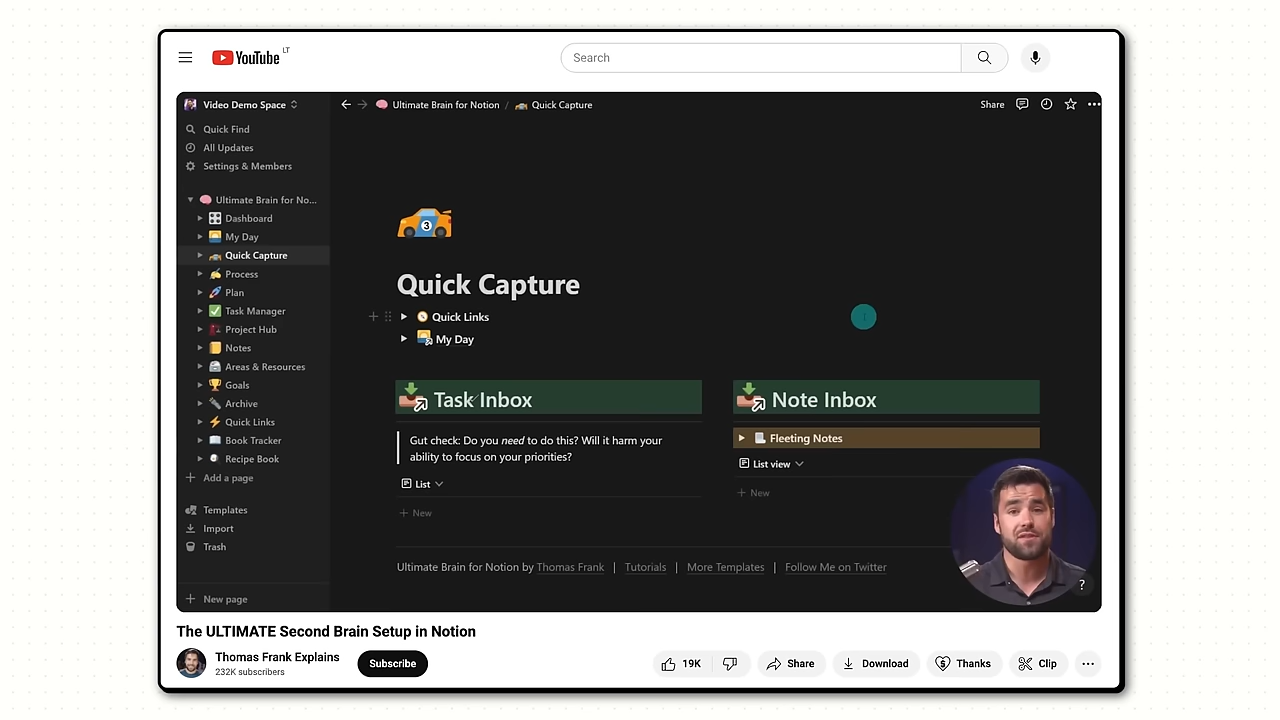 YouTube LT
Search
Video Demo Space
Ultimate Brain for Notion / Quick Capture
Share
Quick Find
All Updates
Settings & Members
Ultimate Brain for No...
Dashboard
My Day
Quick Capture
Process
Plan
Task Manager
Project Hub
Notes
Areas & Resources
Goals
Archive
Quick Links
Book Tracker
Recipe Book
Add a page
Templates
Import
Trash
New page
3
Quick Capture
Quick Links
My Day
Task Inbox
Gut check: Do you need to do this? Will it harm your
ability to focus on your priorities?
List
New
Note Inbox
Fleeting Notes
List view
New
Ultimate Brain for Notion by Thomas Frank | Tutorials | More Templates | Follow Me on Twitter
?
The ULTIMATE Second Brain Setup in Notion
Thomas Frank Explains
232K subscribers
Subscribe
19K
Share
Download
Thanks
Clip